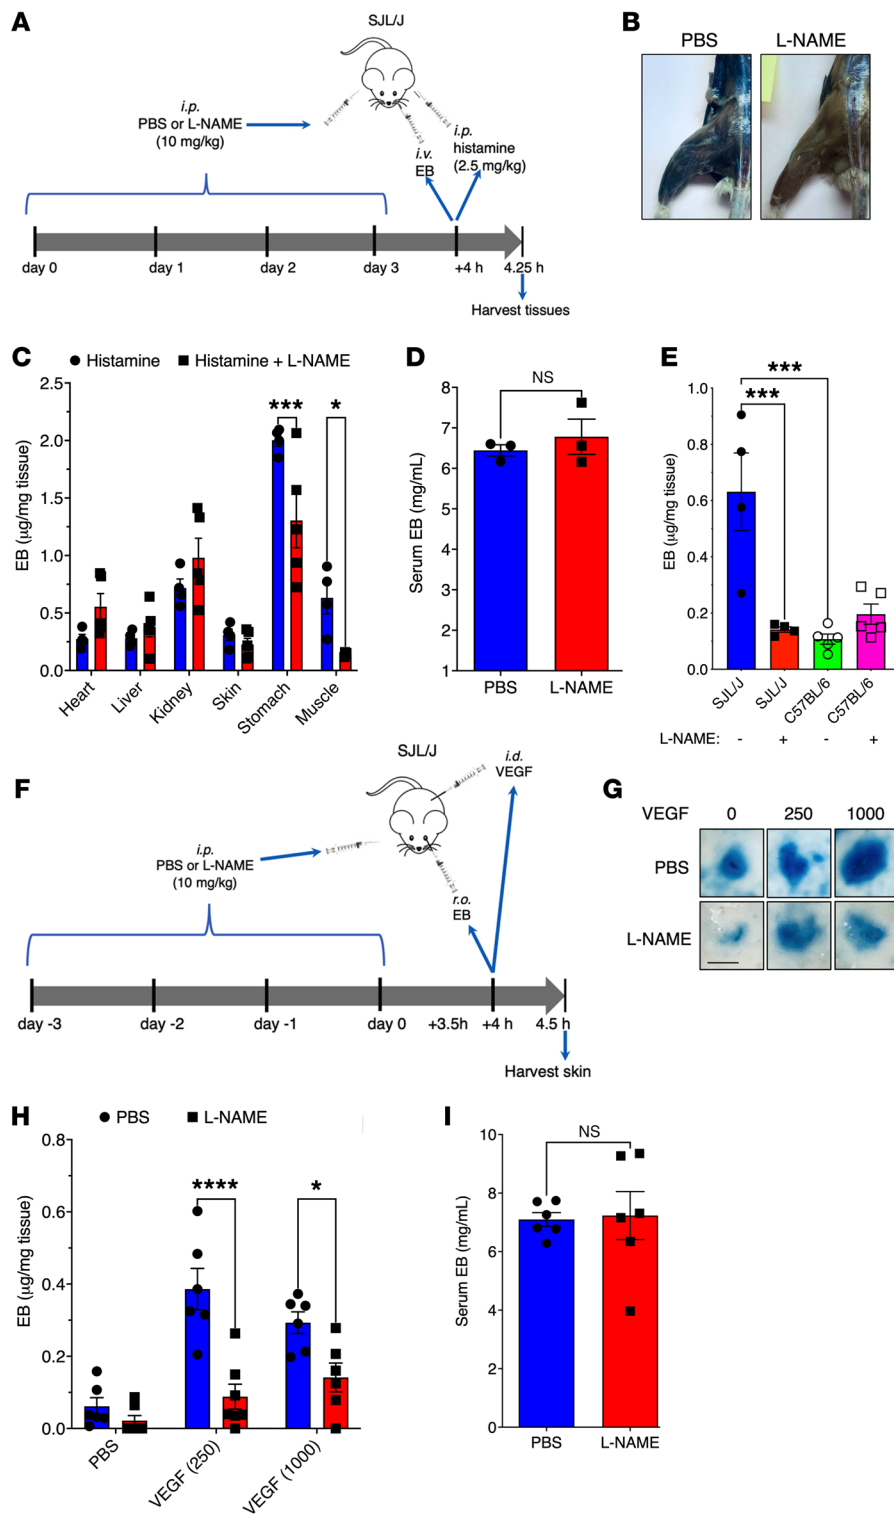 A
SJL/J
i.p.
PBS or L-NAME
(10 mg/kg)
i.v.
EB
i.p.
histamine
(2.5 mg/kg)
day 0
day 1
day 2
day 3
+4 h
4.25 h
Harvest tissues
B
PBS
L-NAME
C
Histamine
Histamine + L-NAME
EB (µg/mg tissue)
2.5
2.0
1.5
1.0
0.5
0.0
***
*
Heart
Liver
Kidney
Skin
Stomach
Muscle
D
NS
Serum EB (mg/mL)
8
7
6
5
4
3
2
1
PBS
L-NAME
E
***
***
EB (µg/mg tissue)
1.0
0.8
0.6
0.4
0.2
0.0
SJL/J
SJL/J
C57BL/6
C57BL/6
L-NAME: - + - +
F
SJL/J
i.d.
VEGF
i.p.
PBS or L-NAME
(10 mg/kg)
r.o.
EB
day -3
day -2
day -1
day 0
+3.5h
+4 h
4.5 h
Harvest skin
G
VEGF 0 250 1000
PBS
L-NAME
H
PBS
L-NAME
EB (µg/mg tissue)
0.8
0.6
0.4
0.2
0.0
****
*
PBS
VEGF (250)
VEGF (1000)
I
NS
Serum EB (mg/mL)
10
8
6
4
2
0
PBS
L-NAME